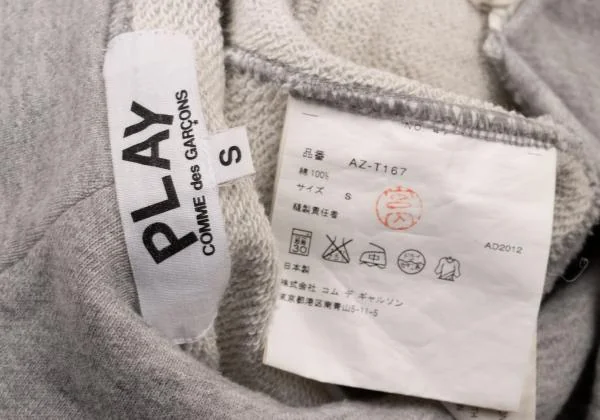 PLAY
COMME des GARÇONS
S
品番 AZ-T167
綿 100%
サイズ S
縫製責任者
AD2012
30
中
日本製
株式会社 コム デ ギャルソン
東京都港区南青山5-11-5